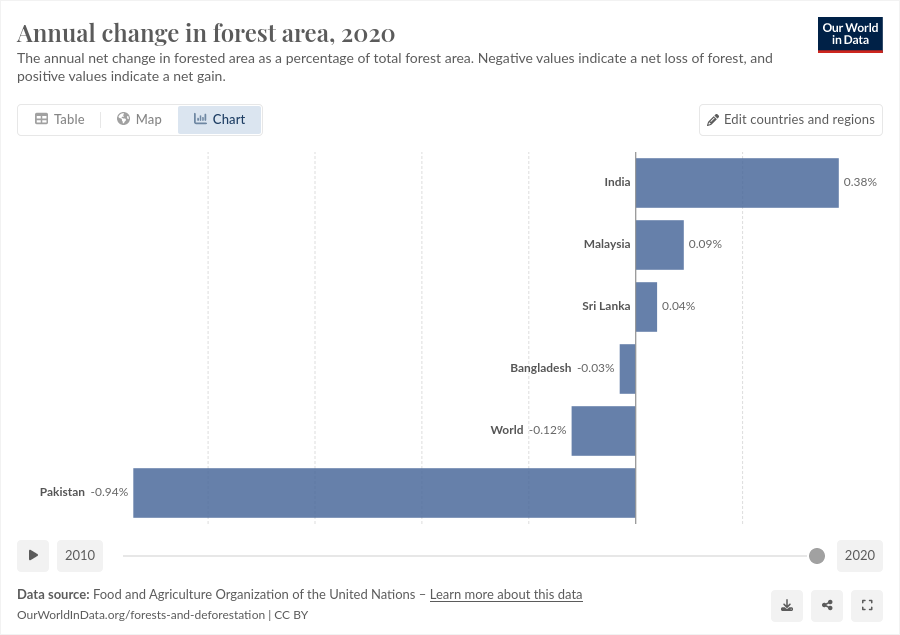 Annual change in forest area, 2020
Our World
in Data
The annual net change in forested area as a percentage of total forest area. Negative values indicate a net loss of forest, and
positive values indicate a net gain.
Table
Map
Chart
Edit countries and regions
India 0.38%
Malaysia 0.09%
Sri Lanka 0.04%
Bangladesh -0.03%
World -0.12%
Pakistan -0.94%
2010
2020
Data source: Food and Agriculture Organization of the United Nations – Learn more about this data
OurWorldInData.org/forests-and-deforestation | CC BY